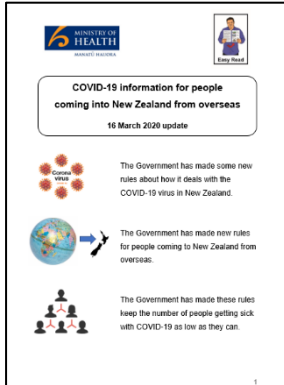 MINISTRY OF
HEALTH
MANATŪ HAUORA
Easy Read
COVID-19 information for people
coming into New Zealand from overseas
16 March 2020 update
Corona
virus
The Government has made some new
rules about how it deals with the
COVID-19 virus in New Zealand.
The Government has made new rules
for people coming to New Zealand from
overseas.
The Government has made these rules
keep the number of people getting sick
with COVID-19 as low as they can.
1